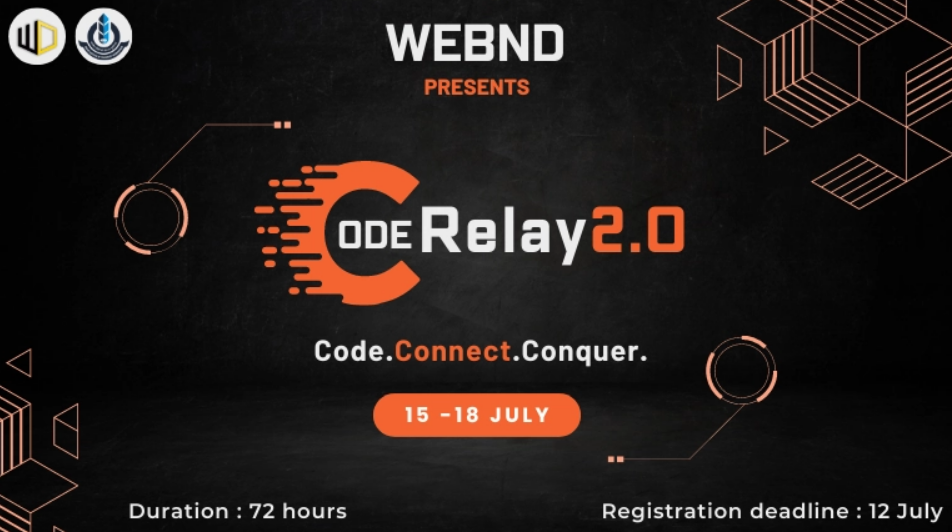 WEBND
PRESENTS
CODE Relay2.0
Code.Connect.Conquer.
15 -18 JULY
Duration : 72 hours
Registration deadline : 12 July